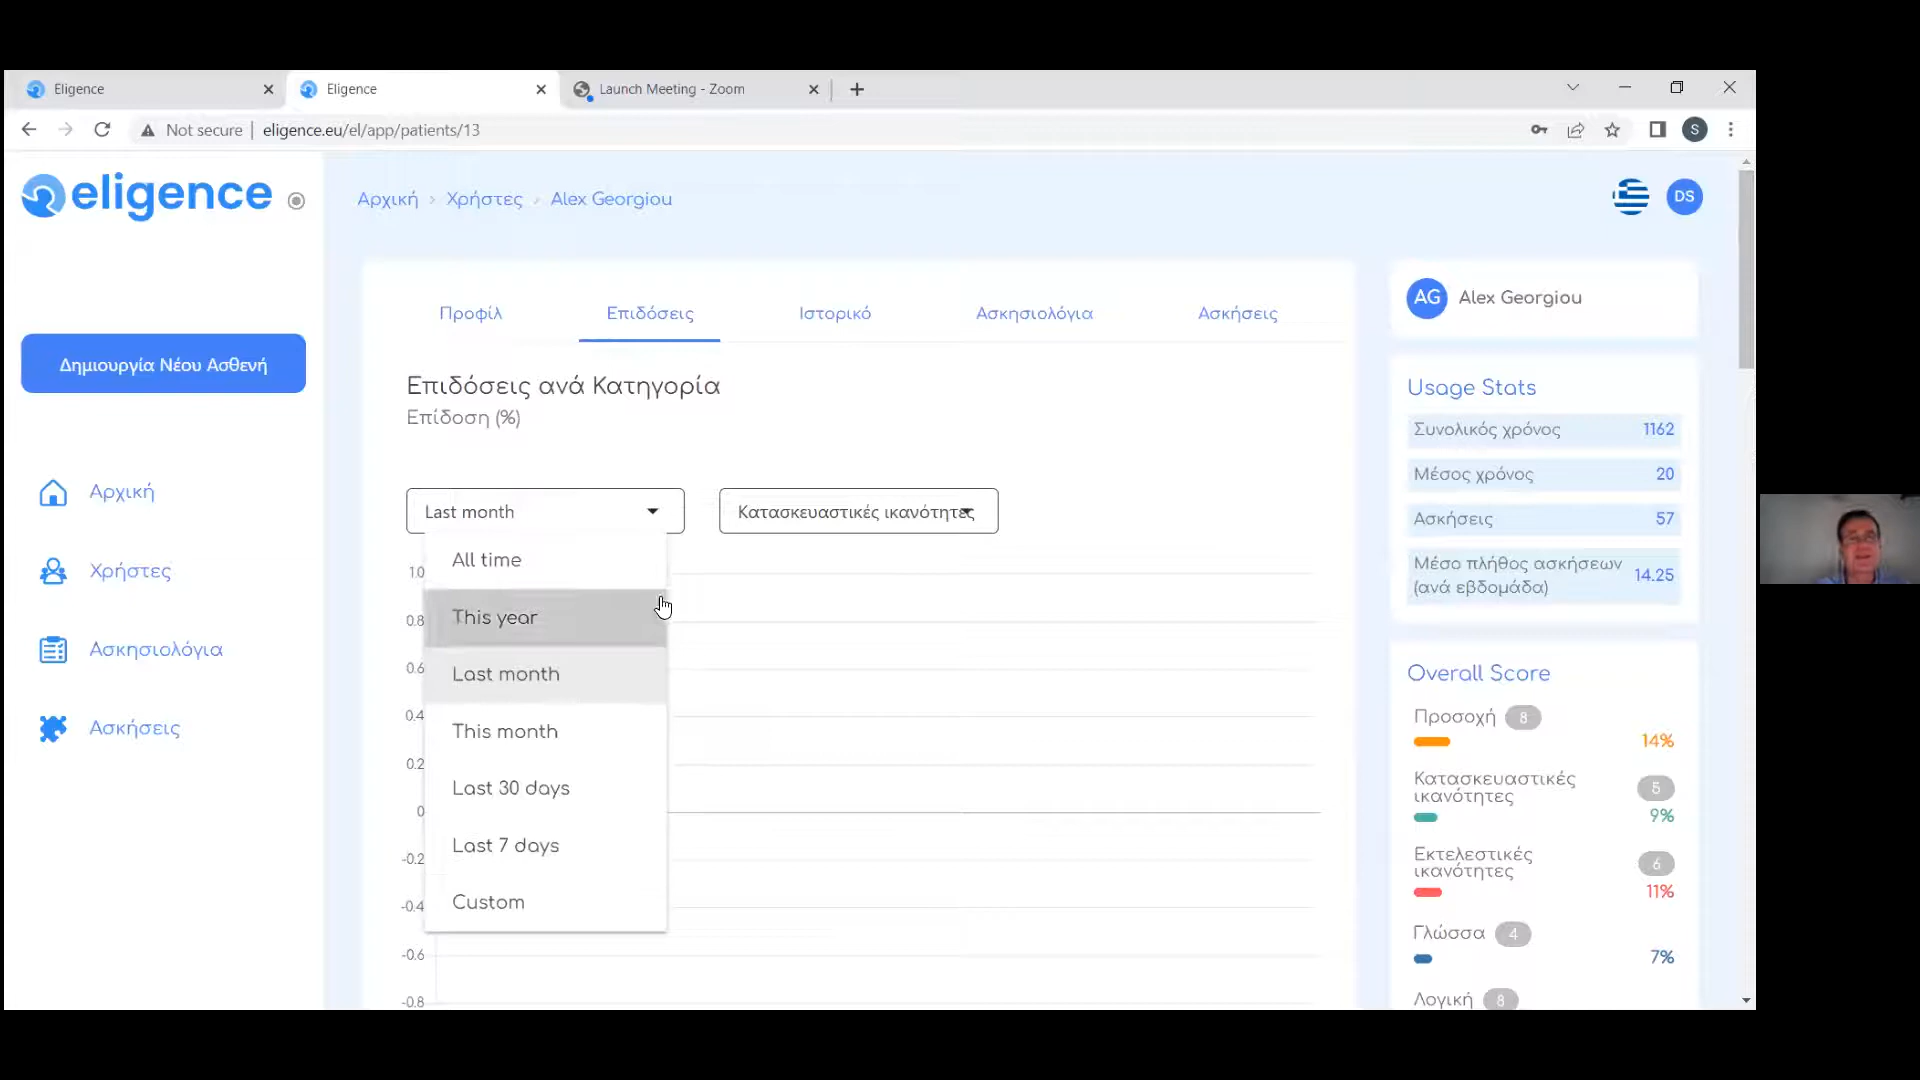 Eligence
Eligence
Launch Meeting - Zoom
Not secure
eligence.eu/el/app/patients/13
S
eligence
Αρχική
Χρήστες
Alex Georgiou
DS
Δημιουργία Νέου Ασθενή
Αρχική
Χρήστες
Ασκησιολόγια
Ασκήσεις
Προφίλ
Επιδόσεις
Ιστορικό
Ασκησιολόγια
Ασκήσεις
Επιδόσεις ανά Κατηγορία
Επίδοση (%)
Last month
Κατασκευαστικές ικανότητες
All time
This year
Last month
This month
Last 30 days
Last 7 days
Custom
1.0
0.8
0.6
0.4
0.2
0
-0.2
-0.4
-0.6
-0.8
AG
Alex Georgiou
Usage Stats
Συνολικός χρόνος 1162
Μέσος χρόνος 20
Ασκήσεις 57
Μέσο πλήθος ασκήσεων
(ανά εβδομάδα) 14.25
Overall Score
Προσοχή 8
14%
Κατασκευαστικές
ικανότητες 5
9%
Εκτελεστικές
ικανότητες 6
11%
Γλώσσα 4
7%
Λογική 8